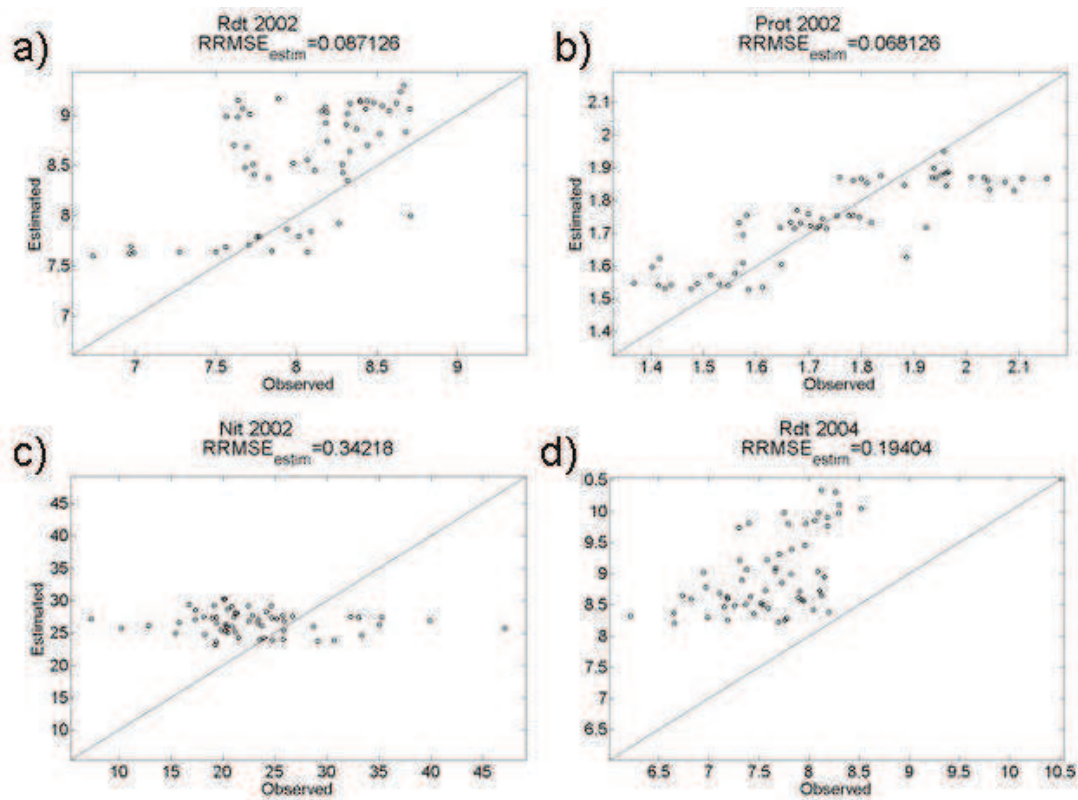 a)
Rdt 2002
RRMSE_estim=0.087126
9
8.5
8
7.5
7
Estimated
7 7.5 8 8.5 9
Observed
b)
Prot 2002
RRMSE_estim=0.068126
2.1
2
1.9
1.8
1.7
1.6
1.5
1.4
Estimated
1.4 1.5 1.6 1.7 1.8 1.9 2 2.1
Observed
c)
Nit 2002
RRMSE_estim=0.34218
45
40
35
30
25
20
15
10
Estimated
10 15 20 25 30 35 40 45
Observed
d)
Rdt 2004
RRMSE_estim=0.19404
0.5
10
9.5
9
8.5
8
7.5
7
6.5
6.5 7 7.5 8 8.5 9 9.5 10 10.5
Observed